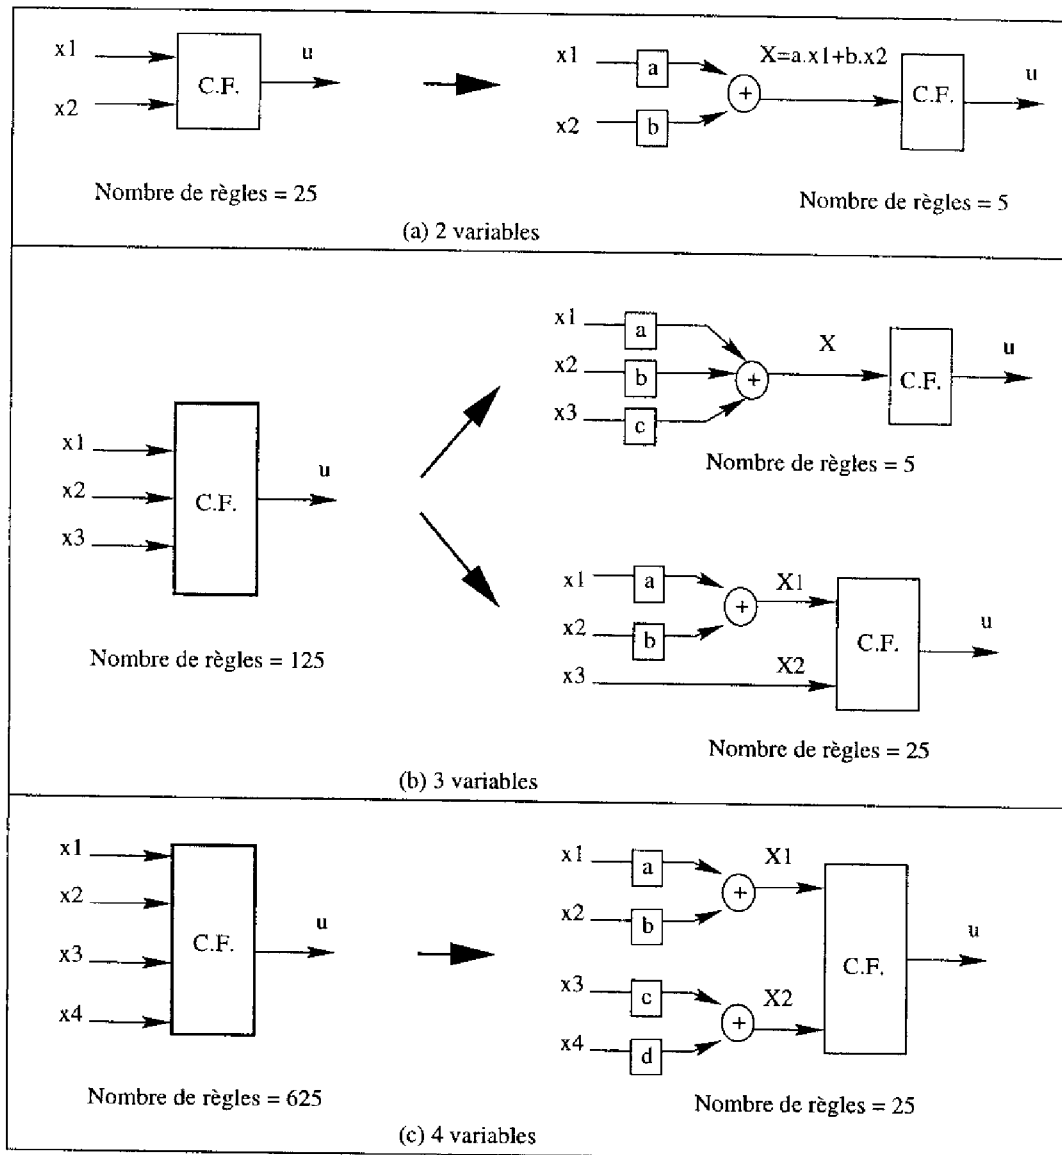 x1
x2
C.F.
u
Nombre de règles = 25
x1
a
x2
b
+
X=a.x1+b.x2
C.F.
u
Nombre de règles = 5
(a) 2 variables
x1
x2
x3
C.F.
u
Nombre de règles = 125
x1
a
x2
b
x3
c
+
X
C.F.
u
Nombre de règles = 5
x1
a
x2
b
x3
+
X1
X2
C.F.
u
Nombre de règles = 25
(b) 3 variables
x1
x2
x3
x4
C.F.
u
Nombre de règles = 625
x1
a
x2
b
+
X1
x3
c
x4
d
+
X2
C.F.
u
Nombre de règles = 25
(c) 4 variables